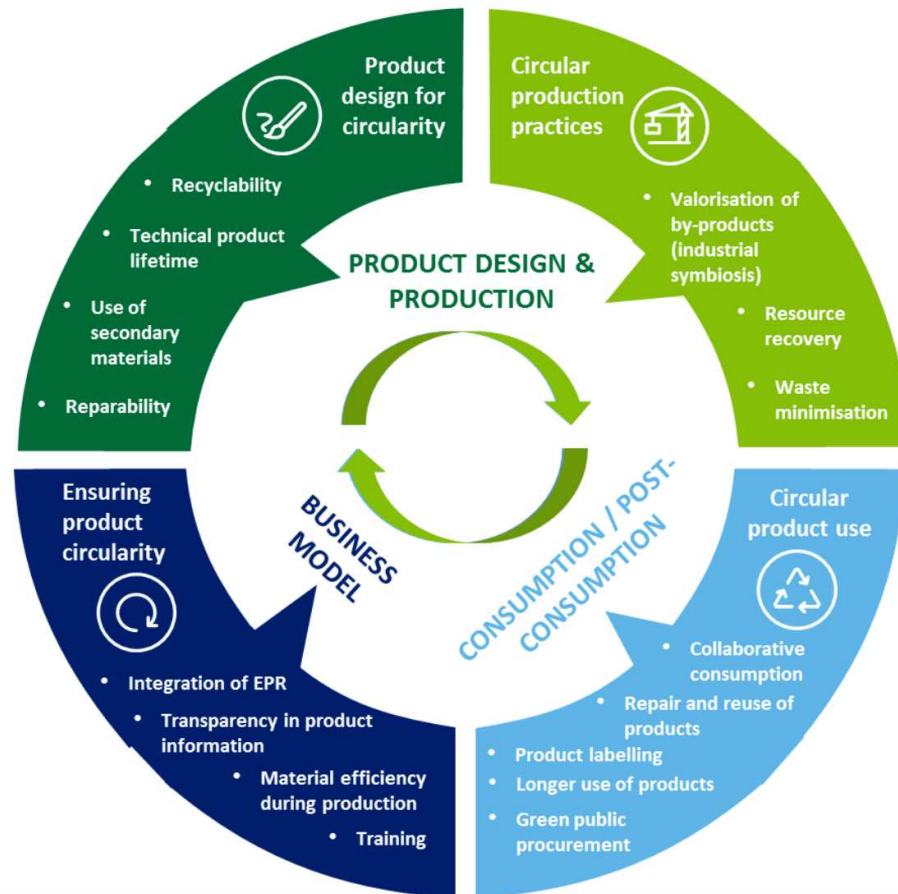 Product
design for
circularity
• Recyclability
• Technical product
lifetime
• Use of
secondary
materials
• Reparability
Circular
production
practices
• Valorisation of
by-products
(industrial
symbiosis)
• Resource
recovery
• Waste
minimisation
PRODUCT DESIGN &
PRODUCTION
BUSINESS
MODEL
CONSUMPTION / POST-
CONSUMPTION
Ensuring
product
circularity
• Integration of EPR
• Transparency in product
information
• Material efficiency
during production
• Training
Circular
product use
• Collaborative
consumption
• Repair and reuse of
products
• Product labelling
• Longer use of products
• Green public
procurement